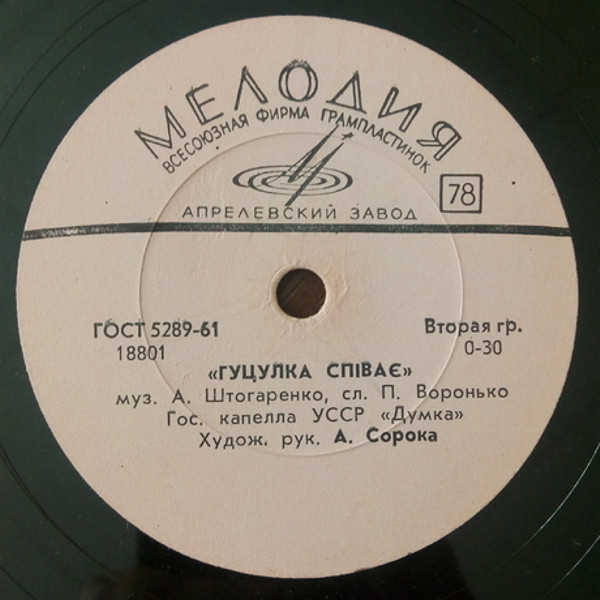 МЕЛОДИЯ
ВСЕСОЮЗНАЯ ФИРМА ГРАМПЛАСТИНОК
АПРЕЛЕВСКИЙ ЗАВОД
78
ГОСТ 5289-61
Вторая гр.
18801
0-30
«ГУЦУЛКА СПІВАЄ»
муз. А. Штогаренко, сл. П. Воронько
Гос. капелла УССР «Думка»
Худож. рук. А. Сорока